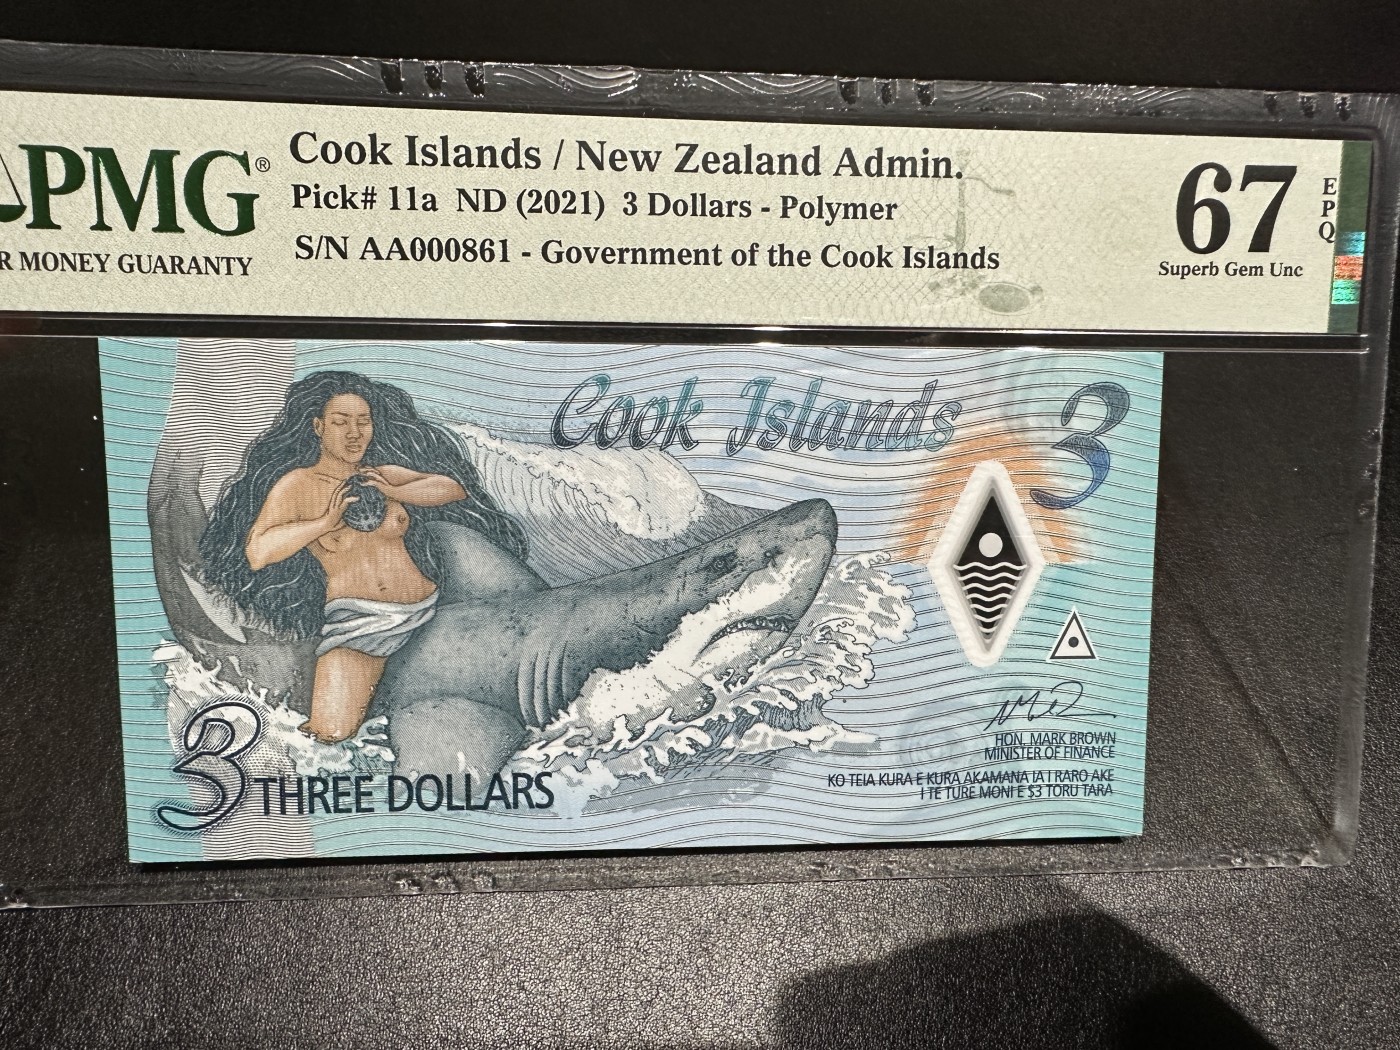 PMG®
R MONEY GUARANTY
Cook Islands / New Zealand Admin.
Pick# 11a ND (2021) 3 Dollars - Polymer
S/N AA000861 - Government of the Cook Islands
67
EPQ
Superb Gem Unc
Cook Islands
3
HON. MARK BROWN
MINISTER OF FINANCE
KO TEIA KURA E KURA AKAMANA IA I RARO AKE
I TE TURE MONI E $3 TORU TARA
3 THREE DOLLARS